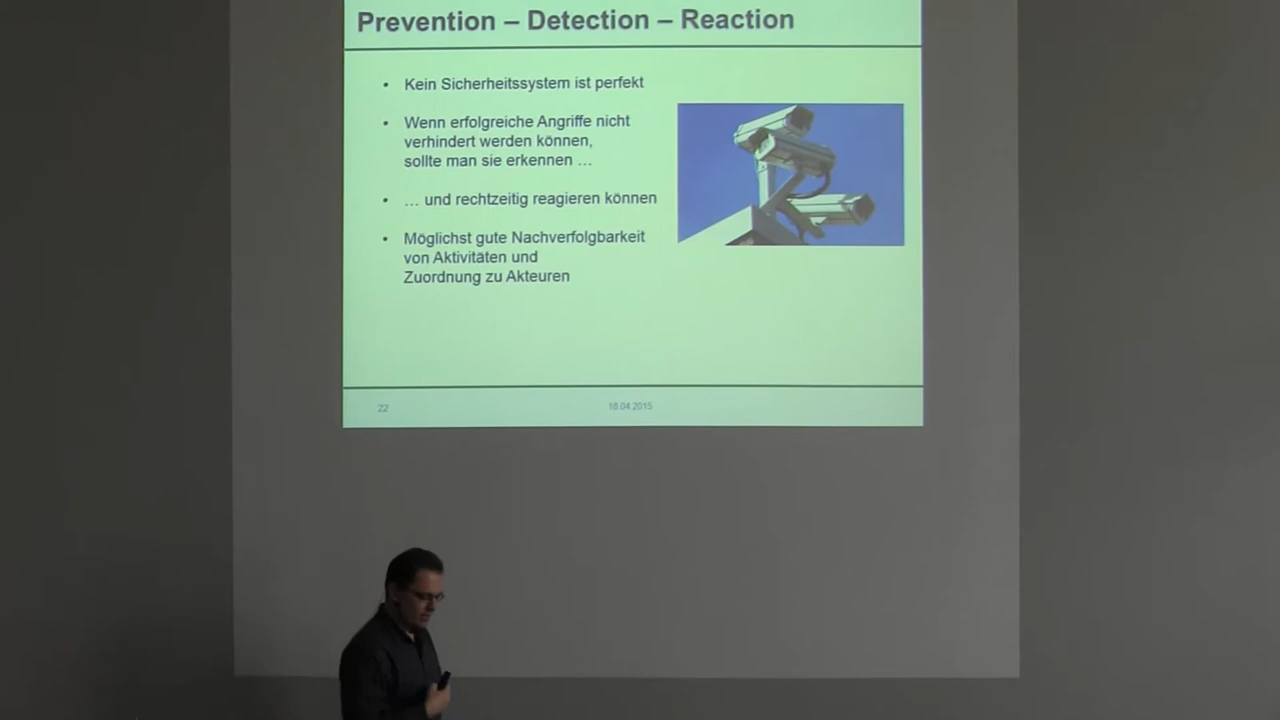 Prevention – Detection – Reaction
• Kein Sicherheitssystem ist perfekt
• Wenn erfolgreiche Angriffe nicht
verhindert werden können,
sollte man sie erkennen …
• … und rechtzeitig reagieren können
• Möglichst gute Nachverfolgbarkeit
von Aktivitäten und
Zuordnung zu Akteuren
22
16.04.2015